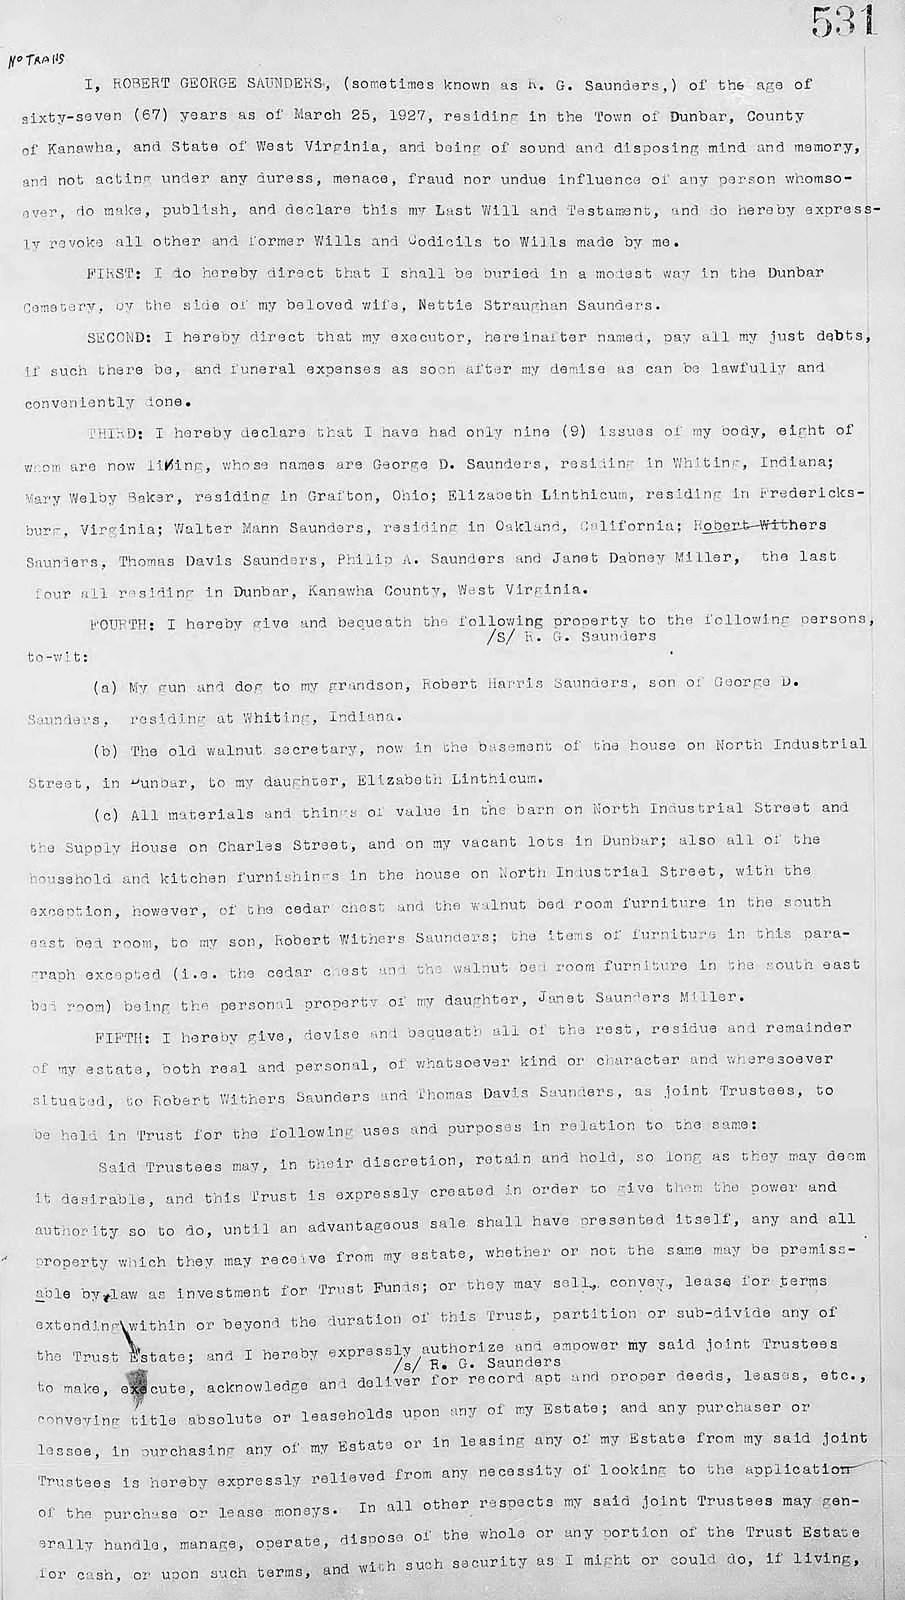 531
No TRANS
I, ROBERT GEORGE SAUNDERS, (sometimes known as R. G. Saunders,) of the age of
sixty-seven (67) years as of March 25, 1927, residing in the Town of Dunbar, County
of Kanawha, and State of West Virginia, and being of sound and disposing mind and memory,
and not acting under any duress, menace, fraud nor undue influence of any person whomso-
ever, do make, publish, and declare this my Last Will and Testament, and do hereby express-
ly revoke all other and former Wills and Codicils to Wills made by me.
FIRST: I do hereby direct that I shall be buried in a modest way in the Dunbar
Cemetery, by the side of my beloved wife, Nettie Straughan Saunders.
SECOND: I hereby direct that my executor, hereinafter named, pay all my just debts,
if such there be, and funeral expenses as soon after my demise as can be lawfully and
conveniently done.
THIRD: I hereby declare that I have had only nine (9) issues of my body, eight of
whom are now living, whose names are George D. Saunders, residing in Whiting, Indiana;
Mary Welby Baker, residing in Grafton, Ohio; Elizabeth Linthicum, residing in Fredericks-
burg, Virginia; Walter Mann Saunders, residing in Oakland, California; Robert Withers
Saunders, Thomas Davis Saunders, Philip A. Saunders and Janet Dabney Miller, the last
four all residing in Dunbar, Kanawha County, West Virginia.
FOURTH: I hereby give and bequeath the following property to the following persons,
/S/ R. G. Saunders
to-wit:
(a) My gun and dog to my grandson, Robert Harris Saunders, son of George D.
Saunders, residing at Whiting, Indiana.
(b) The old walnut secretary, now in the basement of the house on North Industrial
Street, in Dunbar, to my daughter, Elizabeth Linthicum.
(c) All materials and things of value in the barn on North Industrial Street and
the Supply House on Charles Street, and on my vacant lots in Dunbar; also all of the
household and kitchen furnishings in the house on North Industrial Street, with the
exception, however, of the cedar chest and the walnut bed room furniture in the south
east bed room, to my son, Robert Withers Saunders; the items of furniture in this para-
graph excepted (i.e. the cedar chest and the walnut bed room furniture in the south east
bed room) being the personal property of my daughter, Janet Saunders Miller.
FIFTH: I hereby give, devise and bequeath all of the rest, residue and remainder
of my estate, both real and personal, of whatsoever kind or character and wheresoever
situated, to Robert Withers Saunders and Thomas Davis Saunders, as joint Trustees, to
be held in Trust for the following uses and purposes in relation to the same:
Said Trustees may, in their discretion, retain and hold, so long as they may deem
it desirable, and this Trust is expressly created in order to give them the power and
authority so to do, until an advantageous sale shall have presented itself, any and all
property which they may receive from my estate, whether or not the same may be premiss-
able by law as investment for Trust Funds; or they may sell, convey, lease for terms
extending within or beyond the duration of this Trust, partition or sub-divide any of
the Trust Estate; and I hereby expressly authorize and empower my said joint Trustees
/s/ R. G. Saunders
to make, execute, acknowledge and deliver for record apt and proper deeds, leases, etc.,
conveying title absolute or leaseholds upon any of my Estate; and any purchaser or
lessee, in purchasing any of my Estate or in leasing any of my Estate from my said joint
Trustees is hereby expressly relieved from any necessity of looking to the application
of the purchase or lease moneys. In all other respects my said joint Trustees may gen-
erally handle, manage, operate, dispose of the whole or any portion of the Trust Estate
for cash, or upon such terms, and with such security as I might or could do, if living,